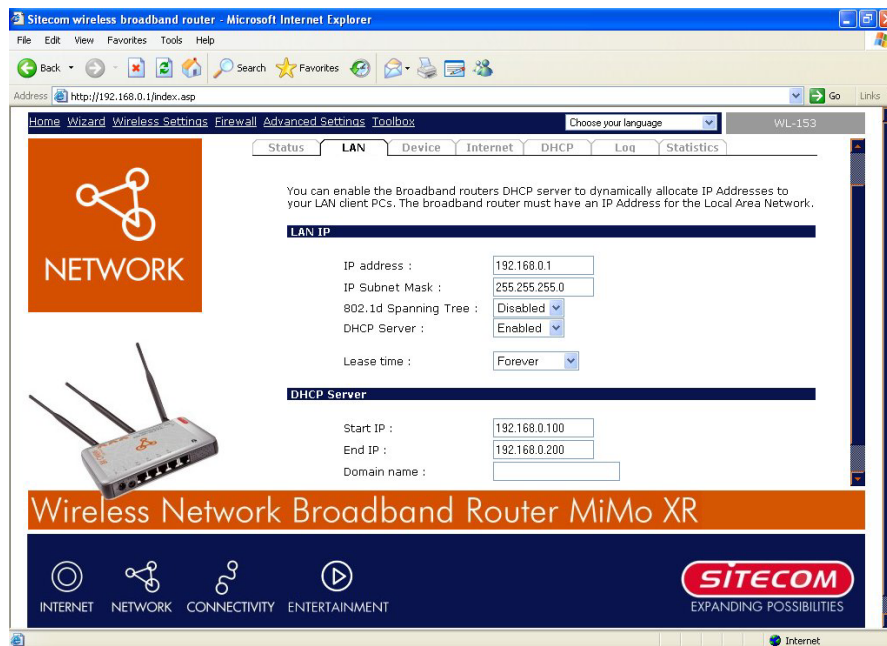 Sitecom wireless broadband router - Microsoft Internet Explorer
File Edit View Favorites Tools Help
Back Search Favorites
Address http://192.168.0.1/index.asp Go Links
Home Wizard Wireless Settings Firewall Advanced Settings Toolbox Choose your language WL-153
Status LAN Device Internet DHCP Log Statistics
You can enable the Broadband routers DHCP server to dynamically allocate IP Addresses to
your LAN client PCs. The broadband router must have an IP Address for the Local Area Network.
LAN IP
NETWORK
IP address : 192.168.0.1
IP Subnet Mask : 255.255.255.0
802.1d Spanning Tree : Disabled
DHCP Server : Enabled
Lease time : Forever
DHCP Server
Start IP : 192.168.0.100
End IP : 192.168.0.200
Domain name :
Wireless Network Broadband Router MiMo XR
INTERNET NETWORK CONNECTIVITY ENTERTAINMENT
SITECOM
EXPANDING POSSIBILITIES
Internet